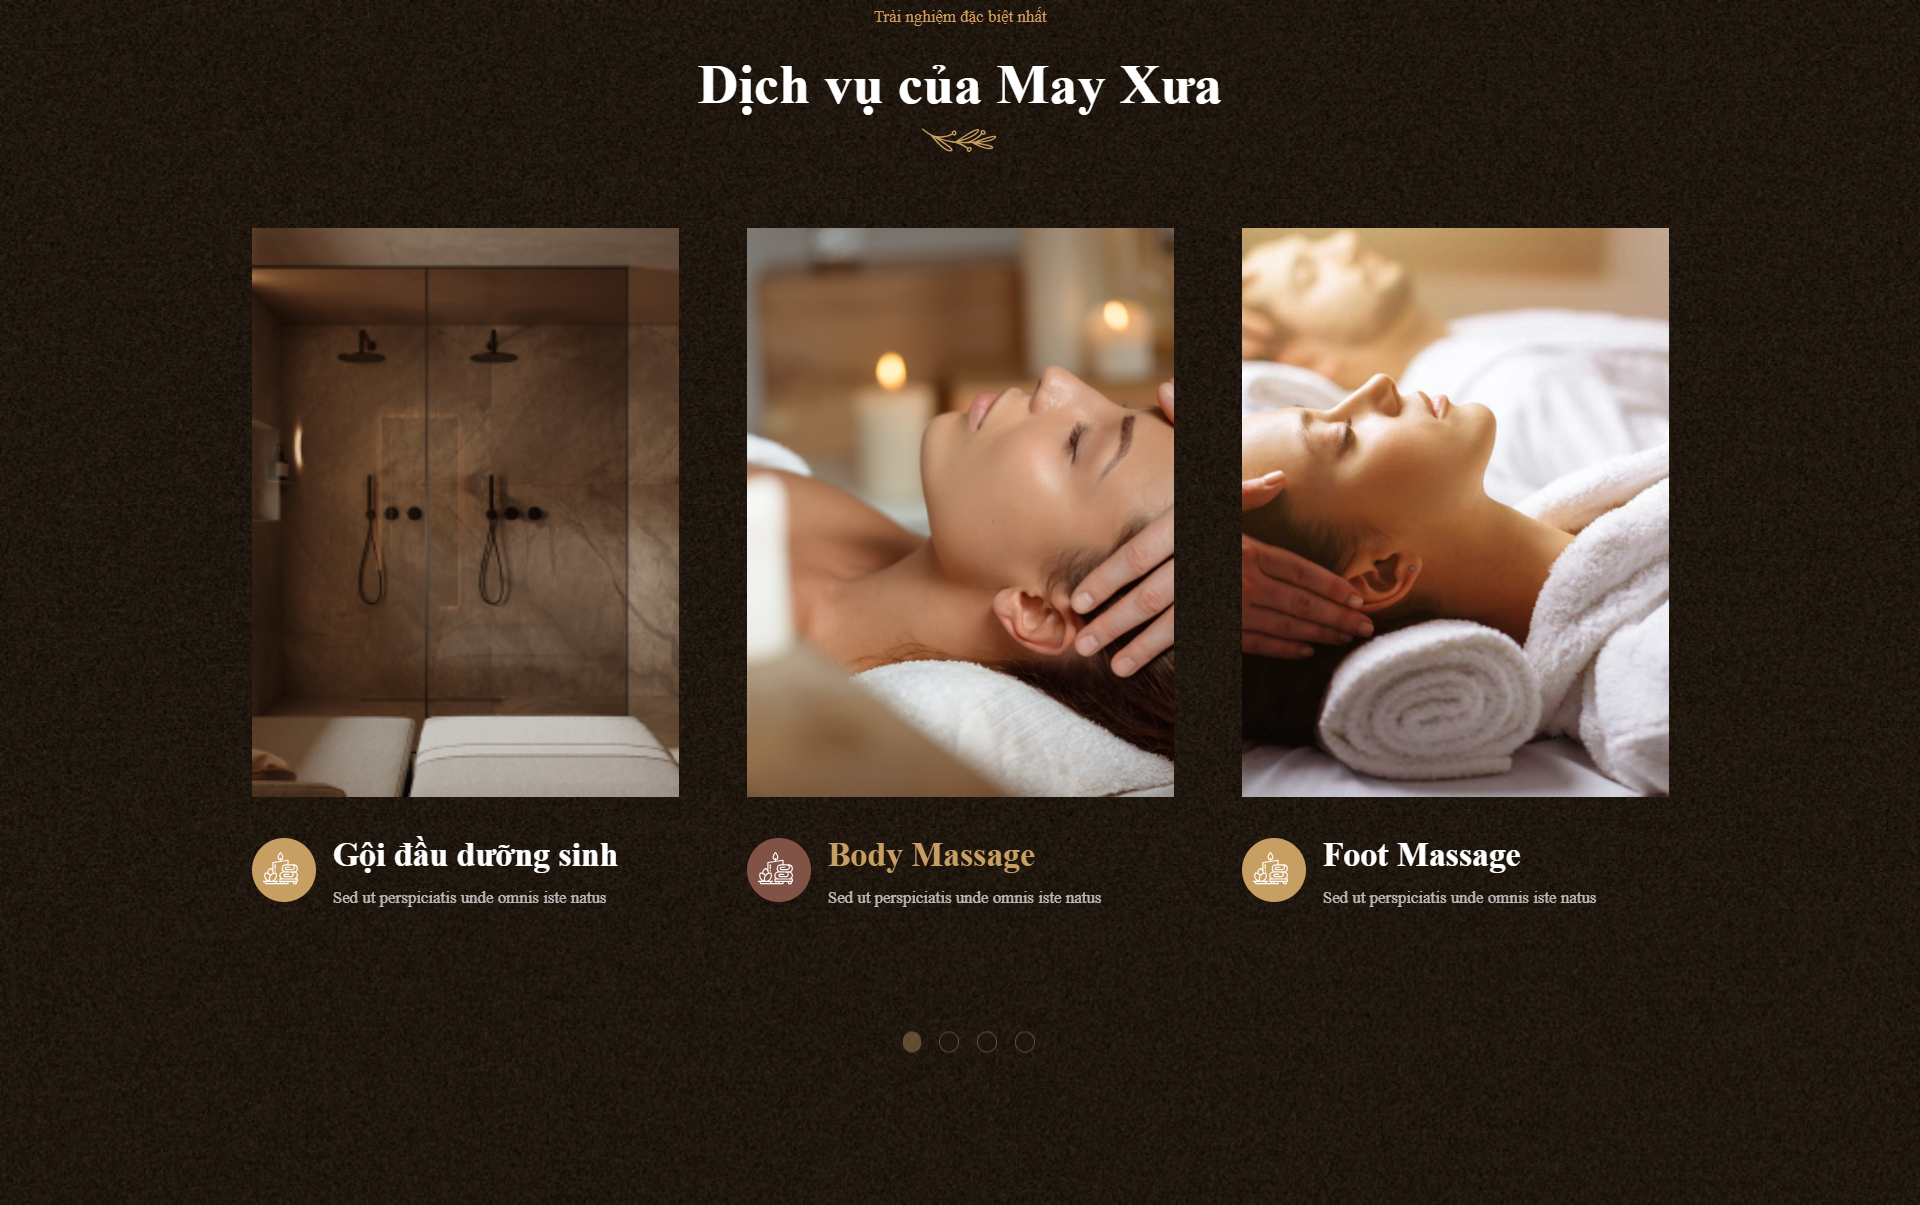 Trải nghiệm đặc biệt nhất
Dịch vụ của May Xưa
Gội đầu dưỡng sinh
Sed ut perspiciatis unde omnis iste natus
Body Massage
Sed ut perspiciatis unde omnis iste natus
Foot Massage
Sed ut perspiciatis unde omnis iste natus